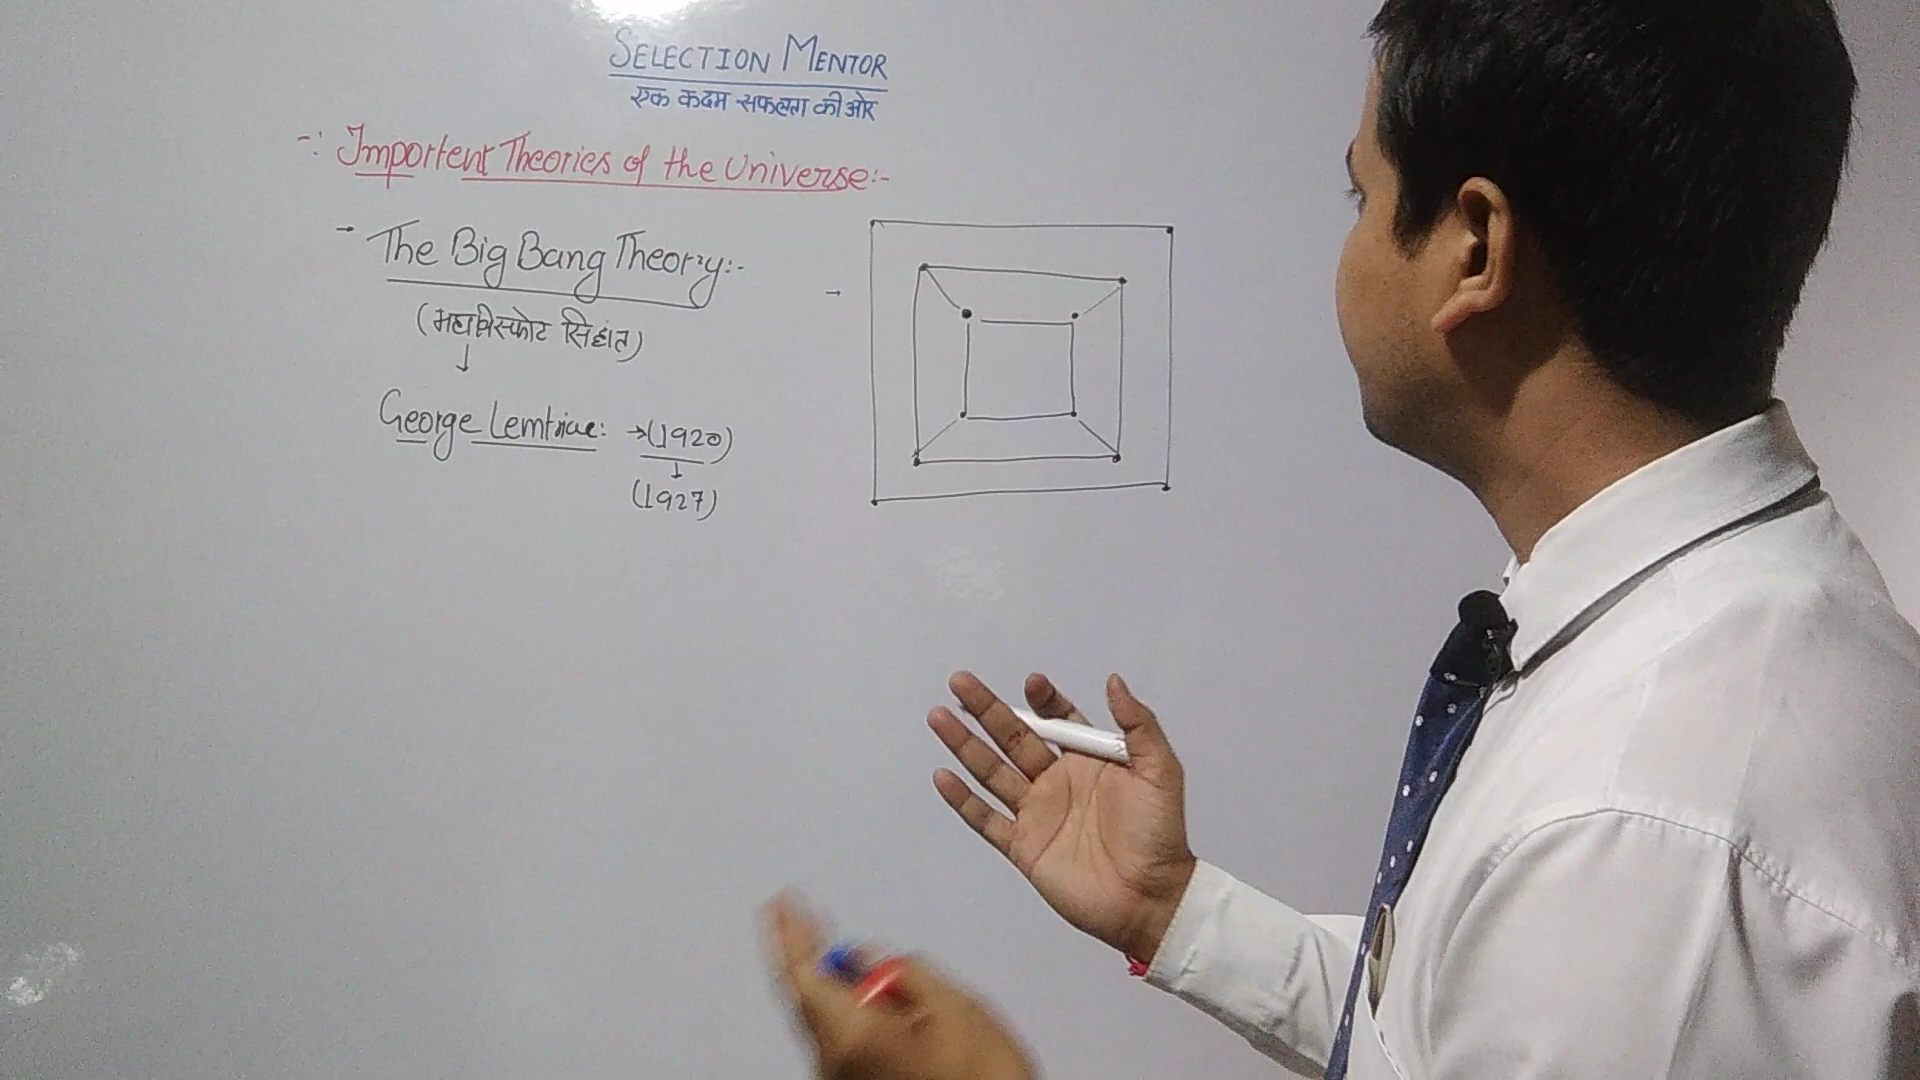 SELECTION MENTOR
एक कदम सफलता की ओर
-: Importent Theories of the Universe:-
- The Big Bang Theory:-
(महाविस्फोट सिद्धांत)
↓
George Lemtriae: →(1920)
↓
(1927)